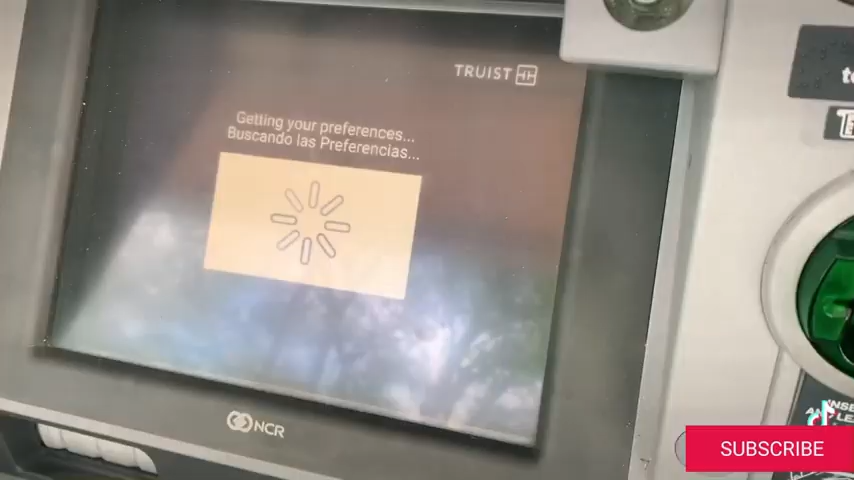 TRUIST
Getting your preferences...
Buscando las Preferencias...
NCR
SUBSCRIBE